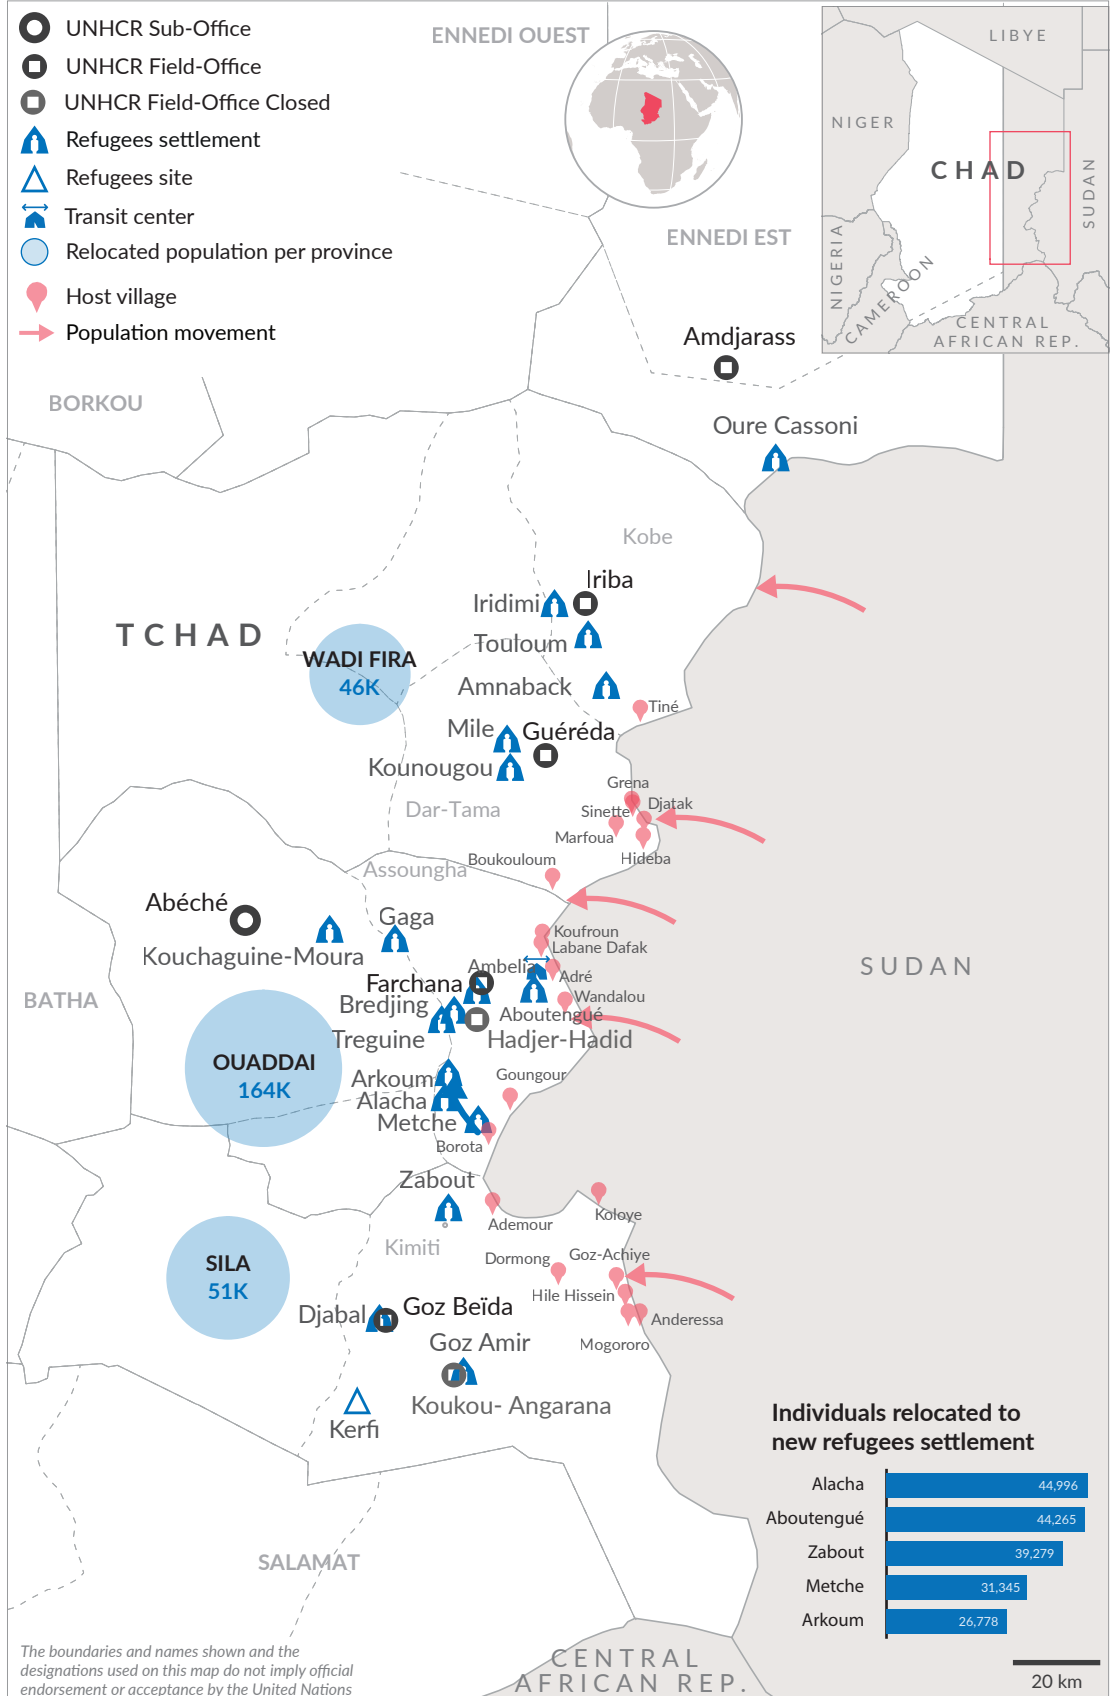 UNHCR Sub-Office
UNHCR Field-Office
UNHCR Field-Office Closed
Refugees settlement
Refugees site
Transit center
Relocated population per province
Host village
Population movement
ENNEDI OUEST
LIBYE
NIGER
CHAD
SUDAN
NIGERIA
CAMEROON
CENTRAL
AFRICAN REP.
ENNEDI EST
Amdjarass
BORKOU
Oure Cassoni
Kobe
Iriba
Iridimi
TCHAD
Touloum
WADI FIRA
46K
Amnaback
Tiné
Mile
Guéréda
Kounougou
Grena
Dar-Tama
Sinette
Djatak
Marfoua
Hideba
Boukouloum
Assoungha
Abéché
Gaga
Koufroun
Labane Dafak
Kouchaguine-Moura
Ambelia
Adré
SUDAN
Farchana
BATHA
Bredjing
Wandalou
Aboutengué
Treguine
Hadjer-Hadid
OUADDAI
164K
Arkoum
Goungour
Alacha
Metche
Borota
Zabout
Ademour
Koloye
Kimiti
Dormong
Goz-Achiye
SILA
51K
Hile Hissein
Djabal
Goz Beïda
Anderessa
Goz Amir
Mogororo
Koukou- Angarana
Kerfi
Individuals relocated to
new refugees settlement
Alacha 44,996
Aboutengué 44,265
Zabout 39,279
Metche 31,345
Arkoum 26,778
SALAMAT
The boundaries and names shown and the
designations used on this map do not imply official
endorsement or acceptance by the United Nations
CENTRAL
AFRICAN REP.
20 km